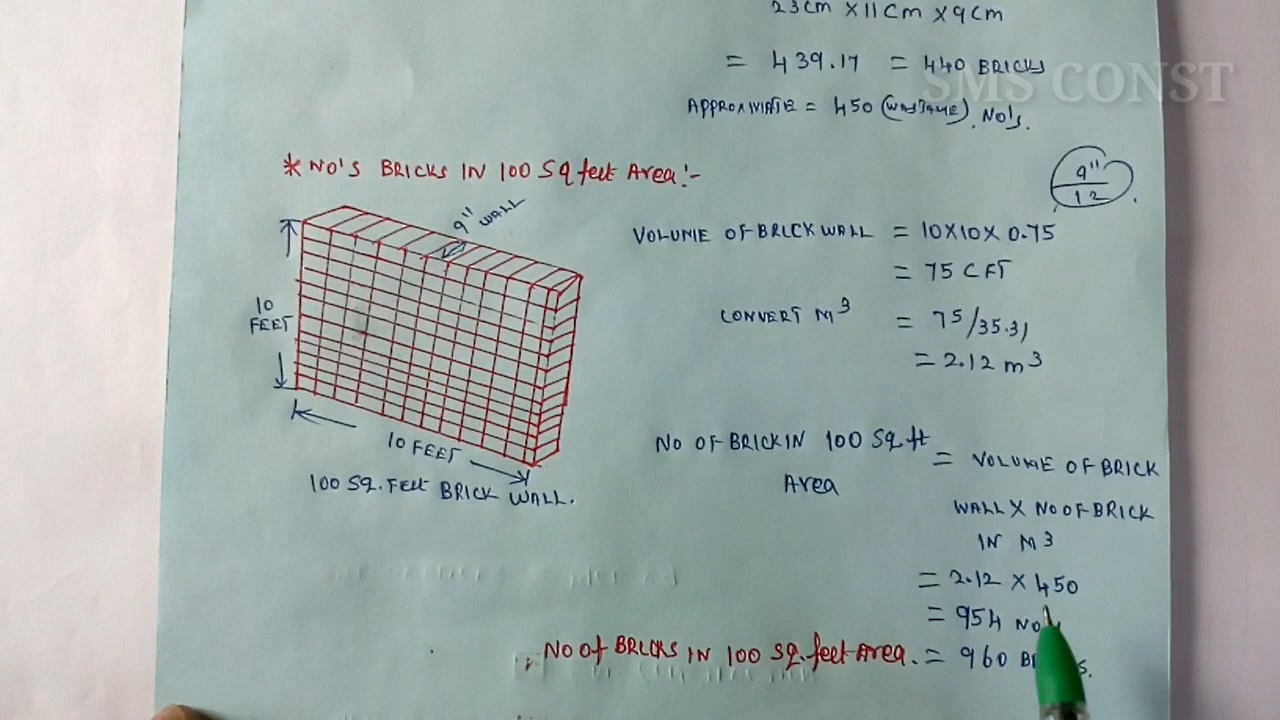 23cm x 11cm x 9cm
= 439.17 = 440 BRICKS
SMS CONST
APPROXIMATE = 450 (WASTAGE). NO'S.
* NO'S BRICKS IN 100 SQ feet AREA:-
9"
12
9" WALL
10 FEET
10 FEET
100 SQ. FEET BRICK WALL.
VOLUME OF BRICK WALL = 10X10X 0.75
= 75 CFT
CONVERT M3 = 75/35.31
= 2.12 m3
NO OF BRICK IN 100 SQ ft Area = VOLUME OF BRICK
WALL X NO OF BRICK
IN M3
= 2.12 X 450
= 954 NO
NO Of BRICKS IN 100 SQ. feet AREA. = 960